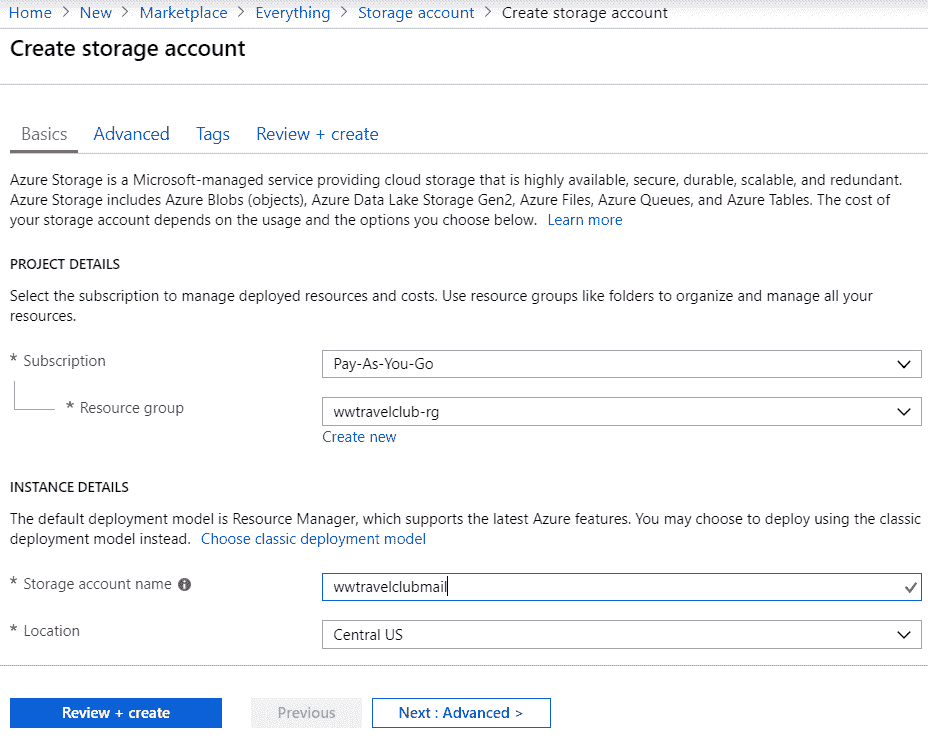 Home > New > Marketplace > Everything > Storage account > Create storage account
Create storage account
Basics Advanced Tags Review + create
Azure Storage is a Microsoft-managed service providing cloud storage that is highly available, secure, durable, scalable, and redundant.
Azure Storage includes Azure Blobs (objects), Azure Data Lake Storage Gen2, Azure Files, Azure Queues, and Azure Tables. The cost of
your storage account depends on the usage and the options you choose below. Learn more
PROJECT DETAILS
Select the subscription to manage deployed resources and costs. Use resource groups like folders to organize and manage all your
resources.
* Subscription Pay-As-You-Go
* Resource group wwtravelclub-rg
Create new
INSTANCE DETAILS
The default deployment model is Resource Manager, which supports the latest Azure features. You may choose to deploy using the classic
deployment model instead. Choose classic deployment model
* Storage account name wwtravelclubmail
* Location Central US
Review + create Previous Next : Advanced >